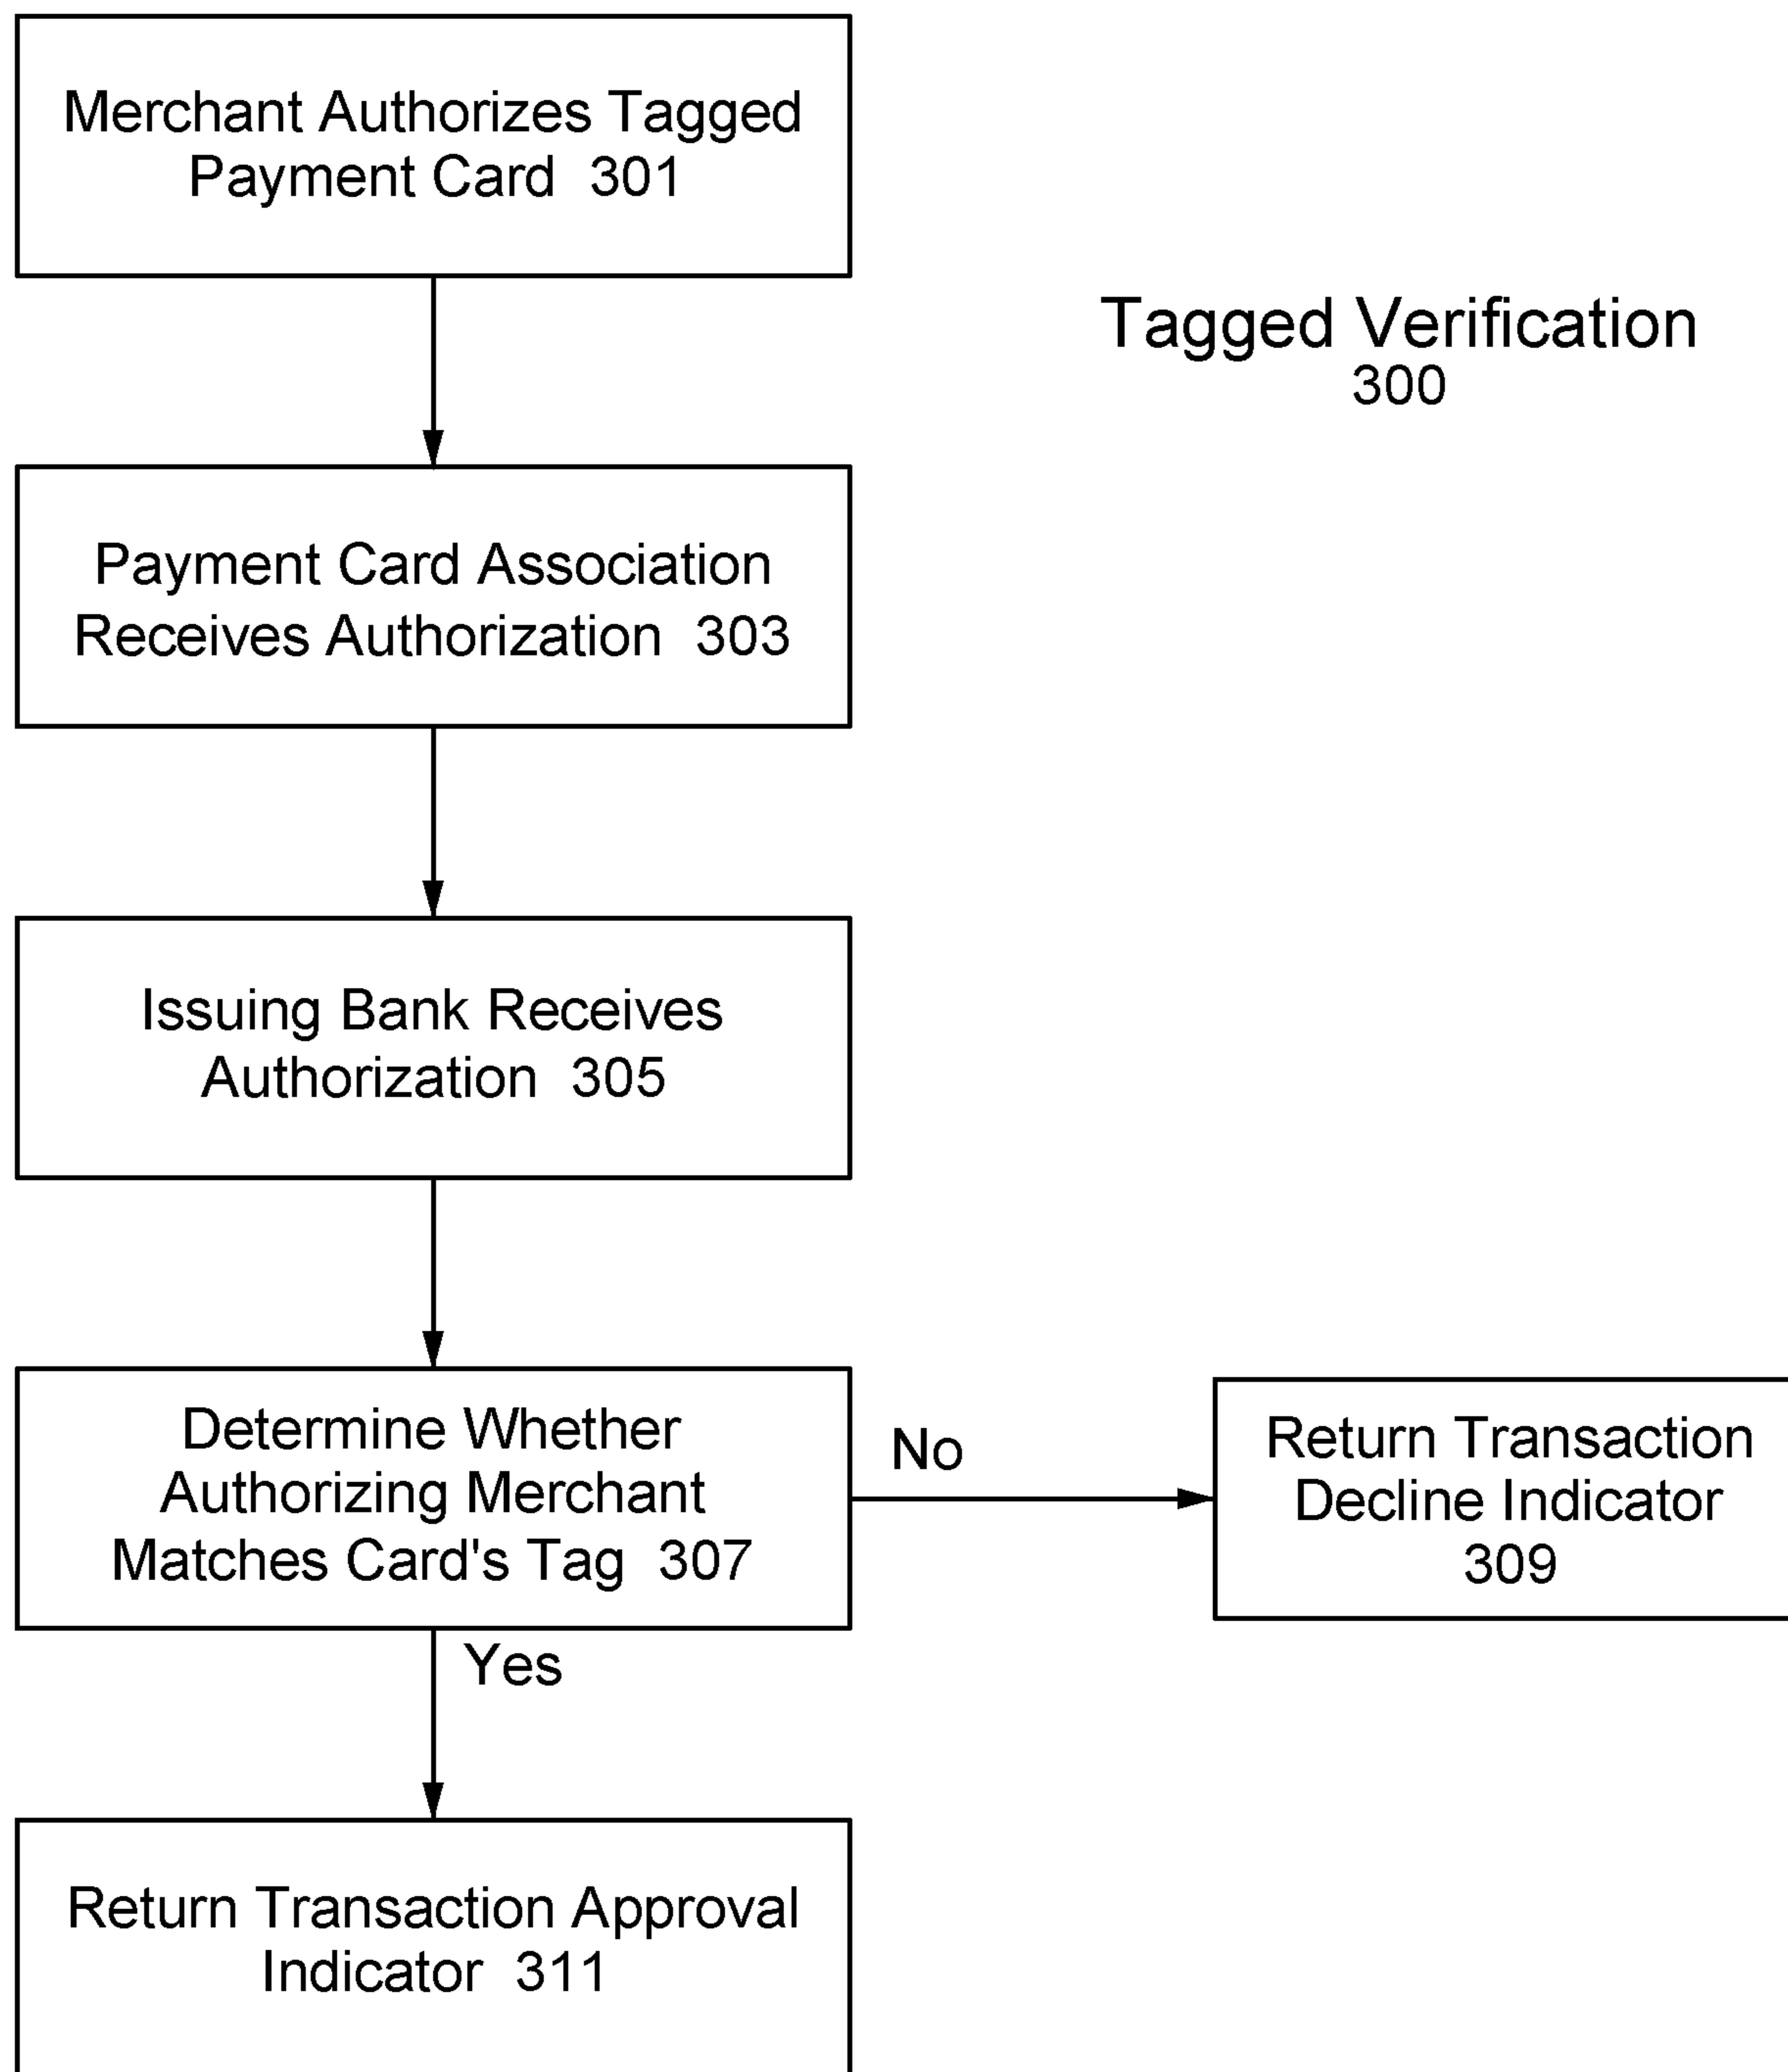 Merchant Authorizes Tagged
Payment Card 301
Tagged Verification
300
Payment Card Association
Receives Authorization 303
Issuing Bank Receives
Authorization 305
Determine Whether
Authorizing Merchant
Matches Card's Tag 307
No
Return Transaction
Decline Indicator
309
Yes
Return Transaction Approval
Indicator 311